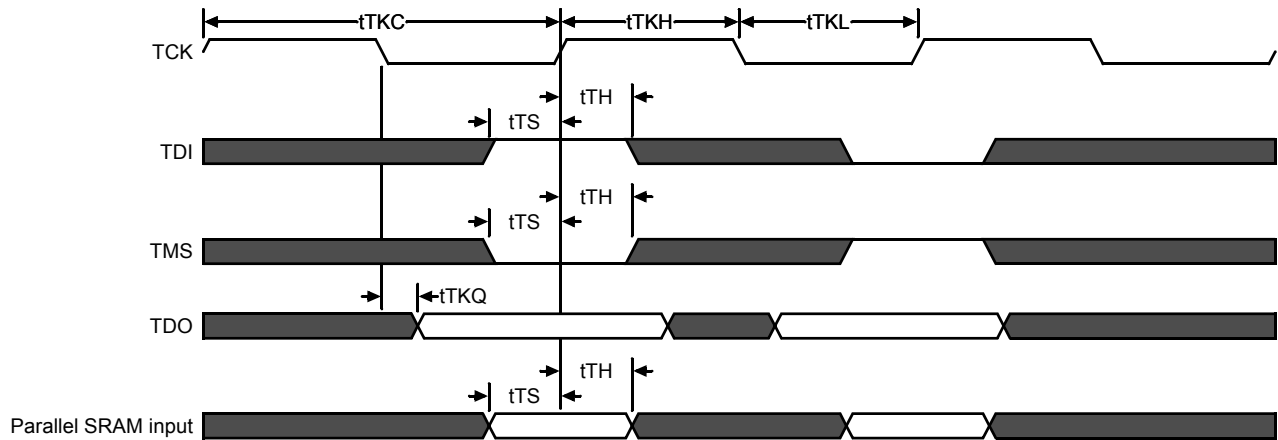 tTKC
tTKH
tTKL
TCK
tTH
tTS
TDI
tTH
tTS
TMS
tTKQ
TDO
tTH
tTS
Parallel SRAM input